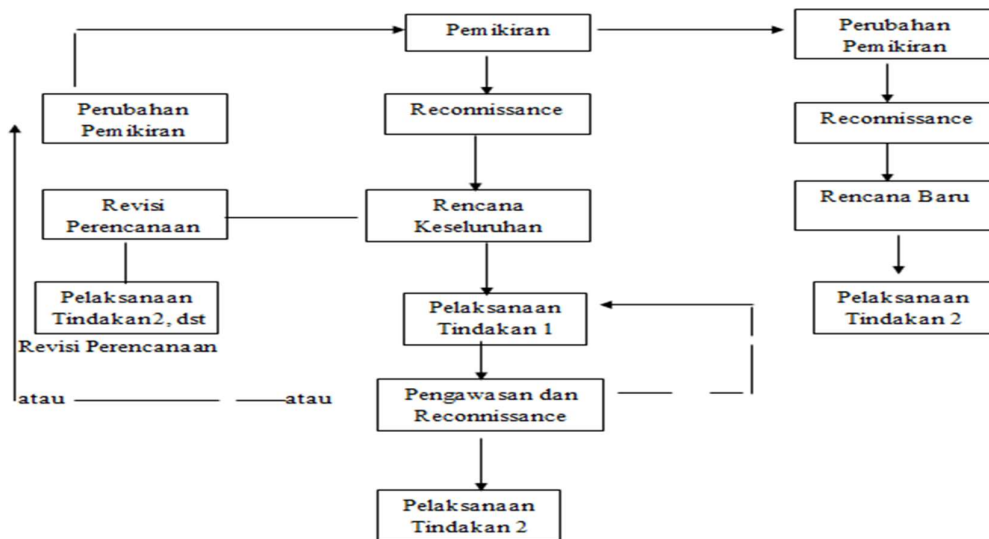 Pemikiran
Perubahan
Pemikiran
Perubahan
Pemikiran
Reconnissance
Reconnissance
Revisi
Perencanaan
Rencana
Keseluruhan
Rencana Baru
Pelaksanaan
Tindakan2, dst
Revisi Perencanaan
Pelaksanaan
Tindakan 1
Pelaksanaan
Tindakan 2
atau
atau
Pengawasan dan
Reconnissance
Pelaksanaan
Tindakan 2